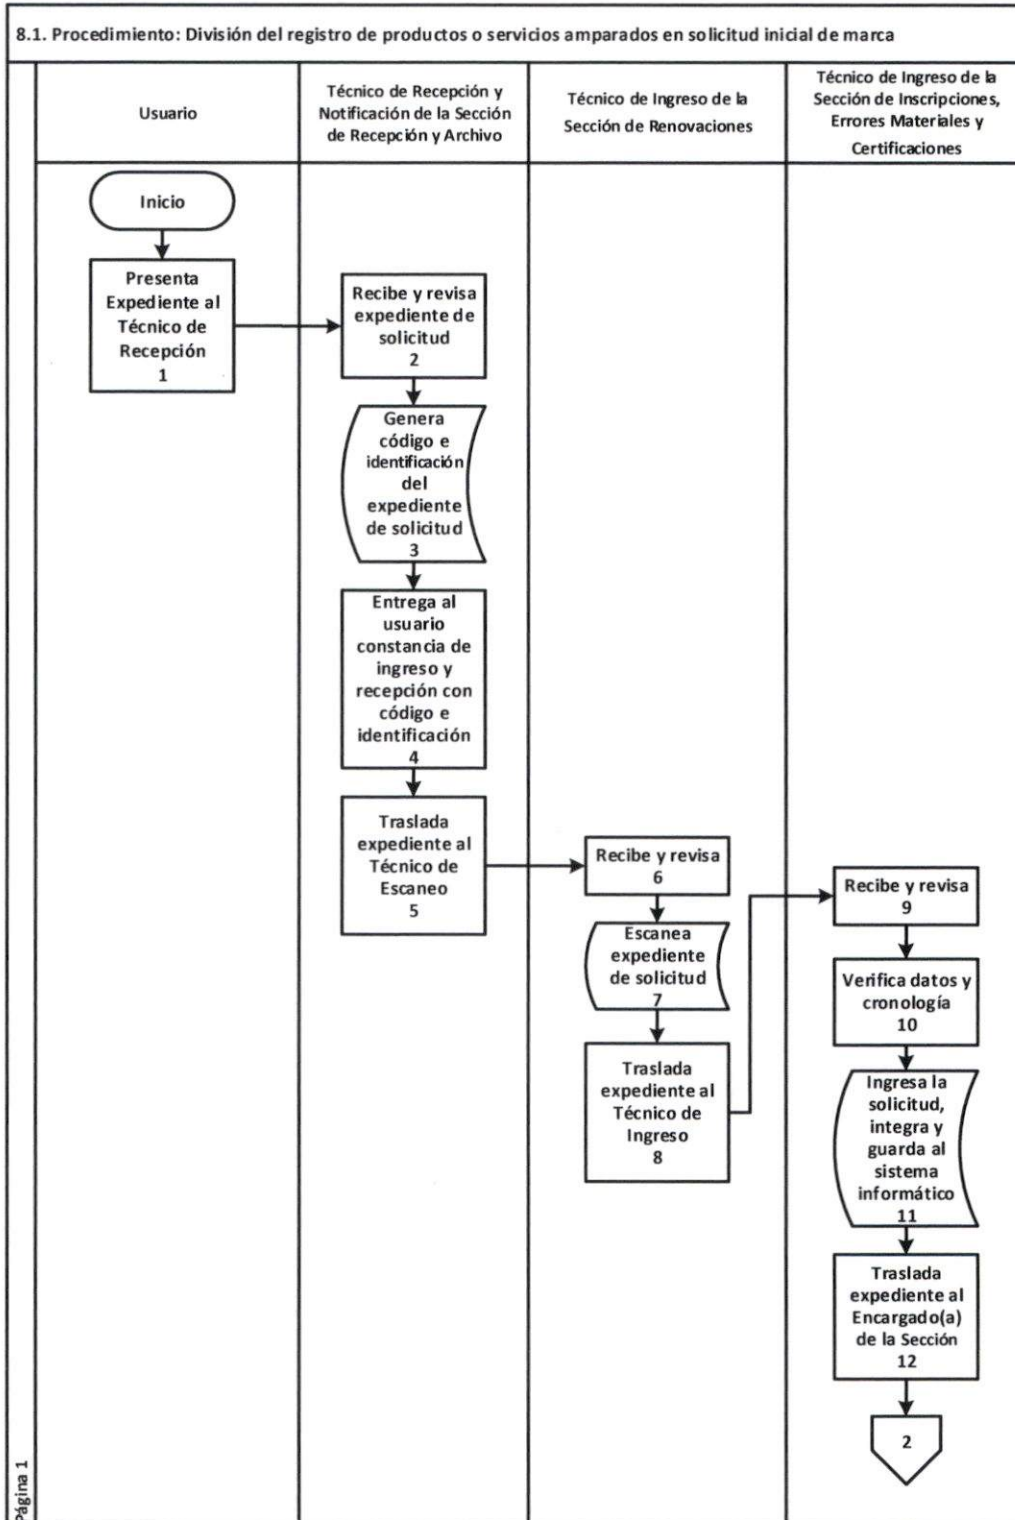 8.1. Procedimiento: División del registro de productos o servicios amparados en solicitud inicial de marca
Usuario
Técnico de Recepción y
Notificación de la Sección
de Recepción y Archivo
Técnico de Ingreso de la
Sección de Renovaciones
Técnico de Ingreso de la
Sección de Inscripciones,
Errores Materiales y
Certificaciones
Inicio
Presenta
Expediente al
Técnico de
Recepción
1
Recibe y revisa
expediente de
solicitud
2
Genera
código e
identificación
del
expediente
de solicitud
3
Entrega al
usuario
constancia de
ingreso y
recepción con
código e
identificación
4
Traslada
expediente al
Técnico de
Escaneo
5
Recibe y revisa
6
Escanea
expediente
de solicitud
7
Traslada
expediente al
Técnico de
Ingreso
8
Recibe y revisa
9
Verifica datos y
cronología
10
Ingresa la
solicitud,
integra y
guarda al
sistema
informático
11
Traslada
expediente al
Encargado(a)
de la Sección
12
2
Página 1